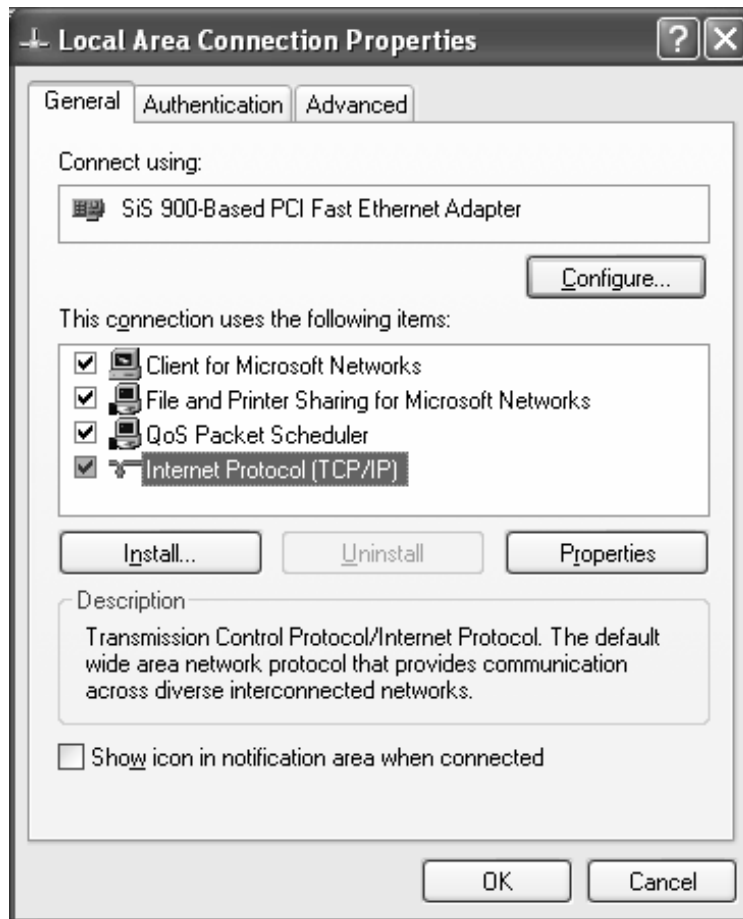 Local Area Connection Properties
General Authentication Advanced
Connect using:
SiS 900-Based PCI Fast Ethernet Adapter
Configure...
This connection uses the following items:
Client for Microsoft Networks
File and Printer Sharing for Microsoft Networks
QoS Packet Scheduler
Internet Protocol (TCP/IP)
Install... Uninstall Properties
Description
Transmission Control Protocol/Internet Protocol. The default
wide area network protocol that provides communication
across diverse interconnected networks.
Show icon in notification area when connected
OK Cancel